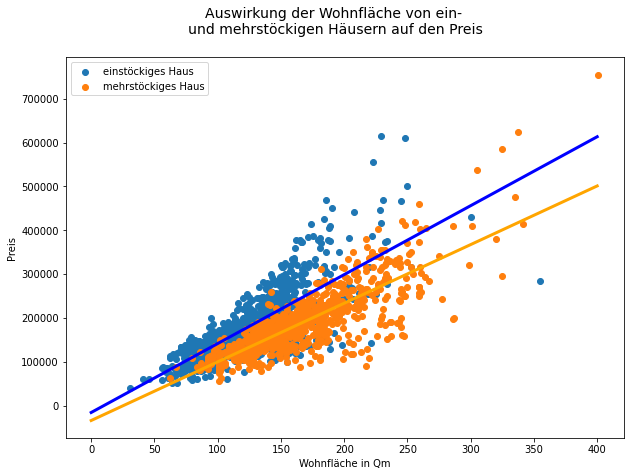 Auswirkung der Wohnfläche von ein-
und mehrstöckigen Häusern auf den Preis
einstöckiges Haus
mehrstöckiges Haus
700000
600000
500000
400000
300000
200000
100000
0
Preis
0 50 100 150 200 250 300 350 400
Wohnfläche in Qm